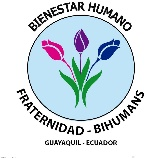 BIENESTAR HUMANO
FRATERNIDAD - BIHUMANS
GUAYAQUIL - ECUADOR